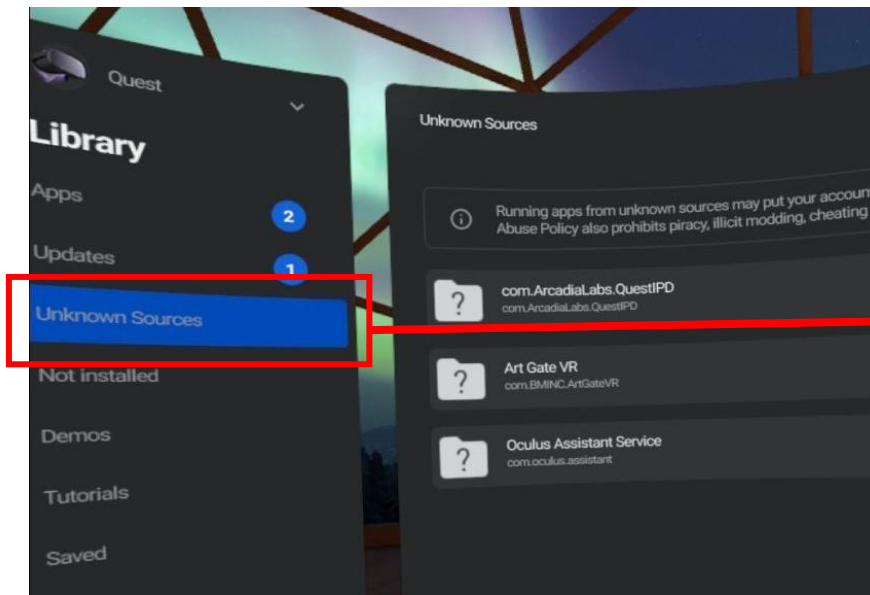 Quest
Library
Apps
2
Updates
1
Unknown Sources
Not installed
Demos
Tutorials
Saved
Unknown Sources
Running apps from unknown sources may put your accoun
Abuse Policy also prohibits piracy, illicit modding, cheating
com.ArcadiaLabs.QuestIPD
com.ArcadiaLabs.QuestIPD
Art Gate VR
com.BMINC.ArtGateVR
Oculus Assistant Service
com.oculus.assistant